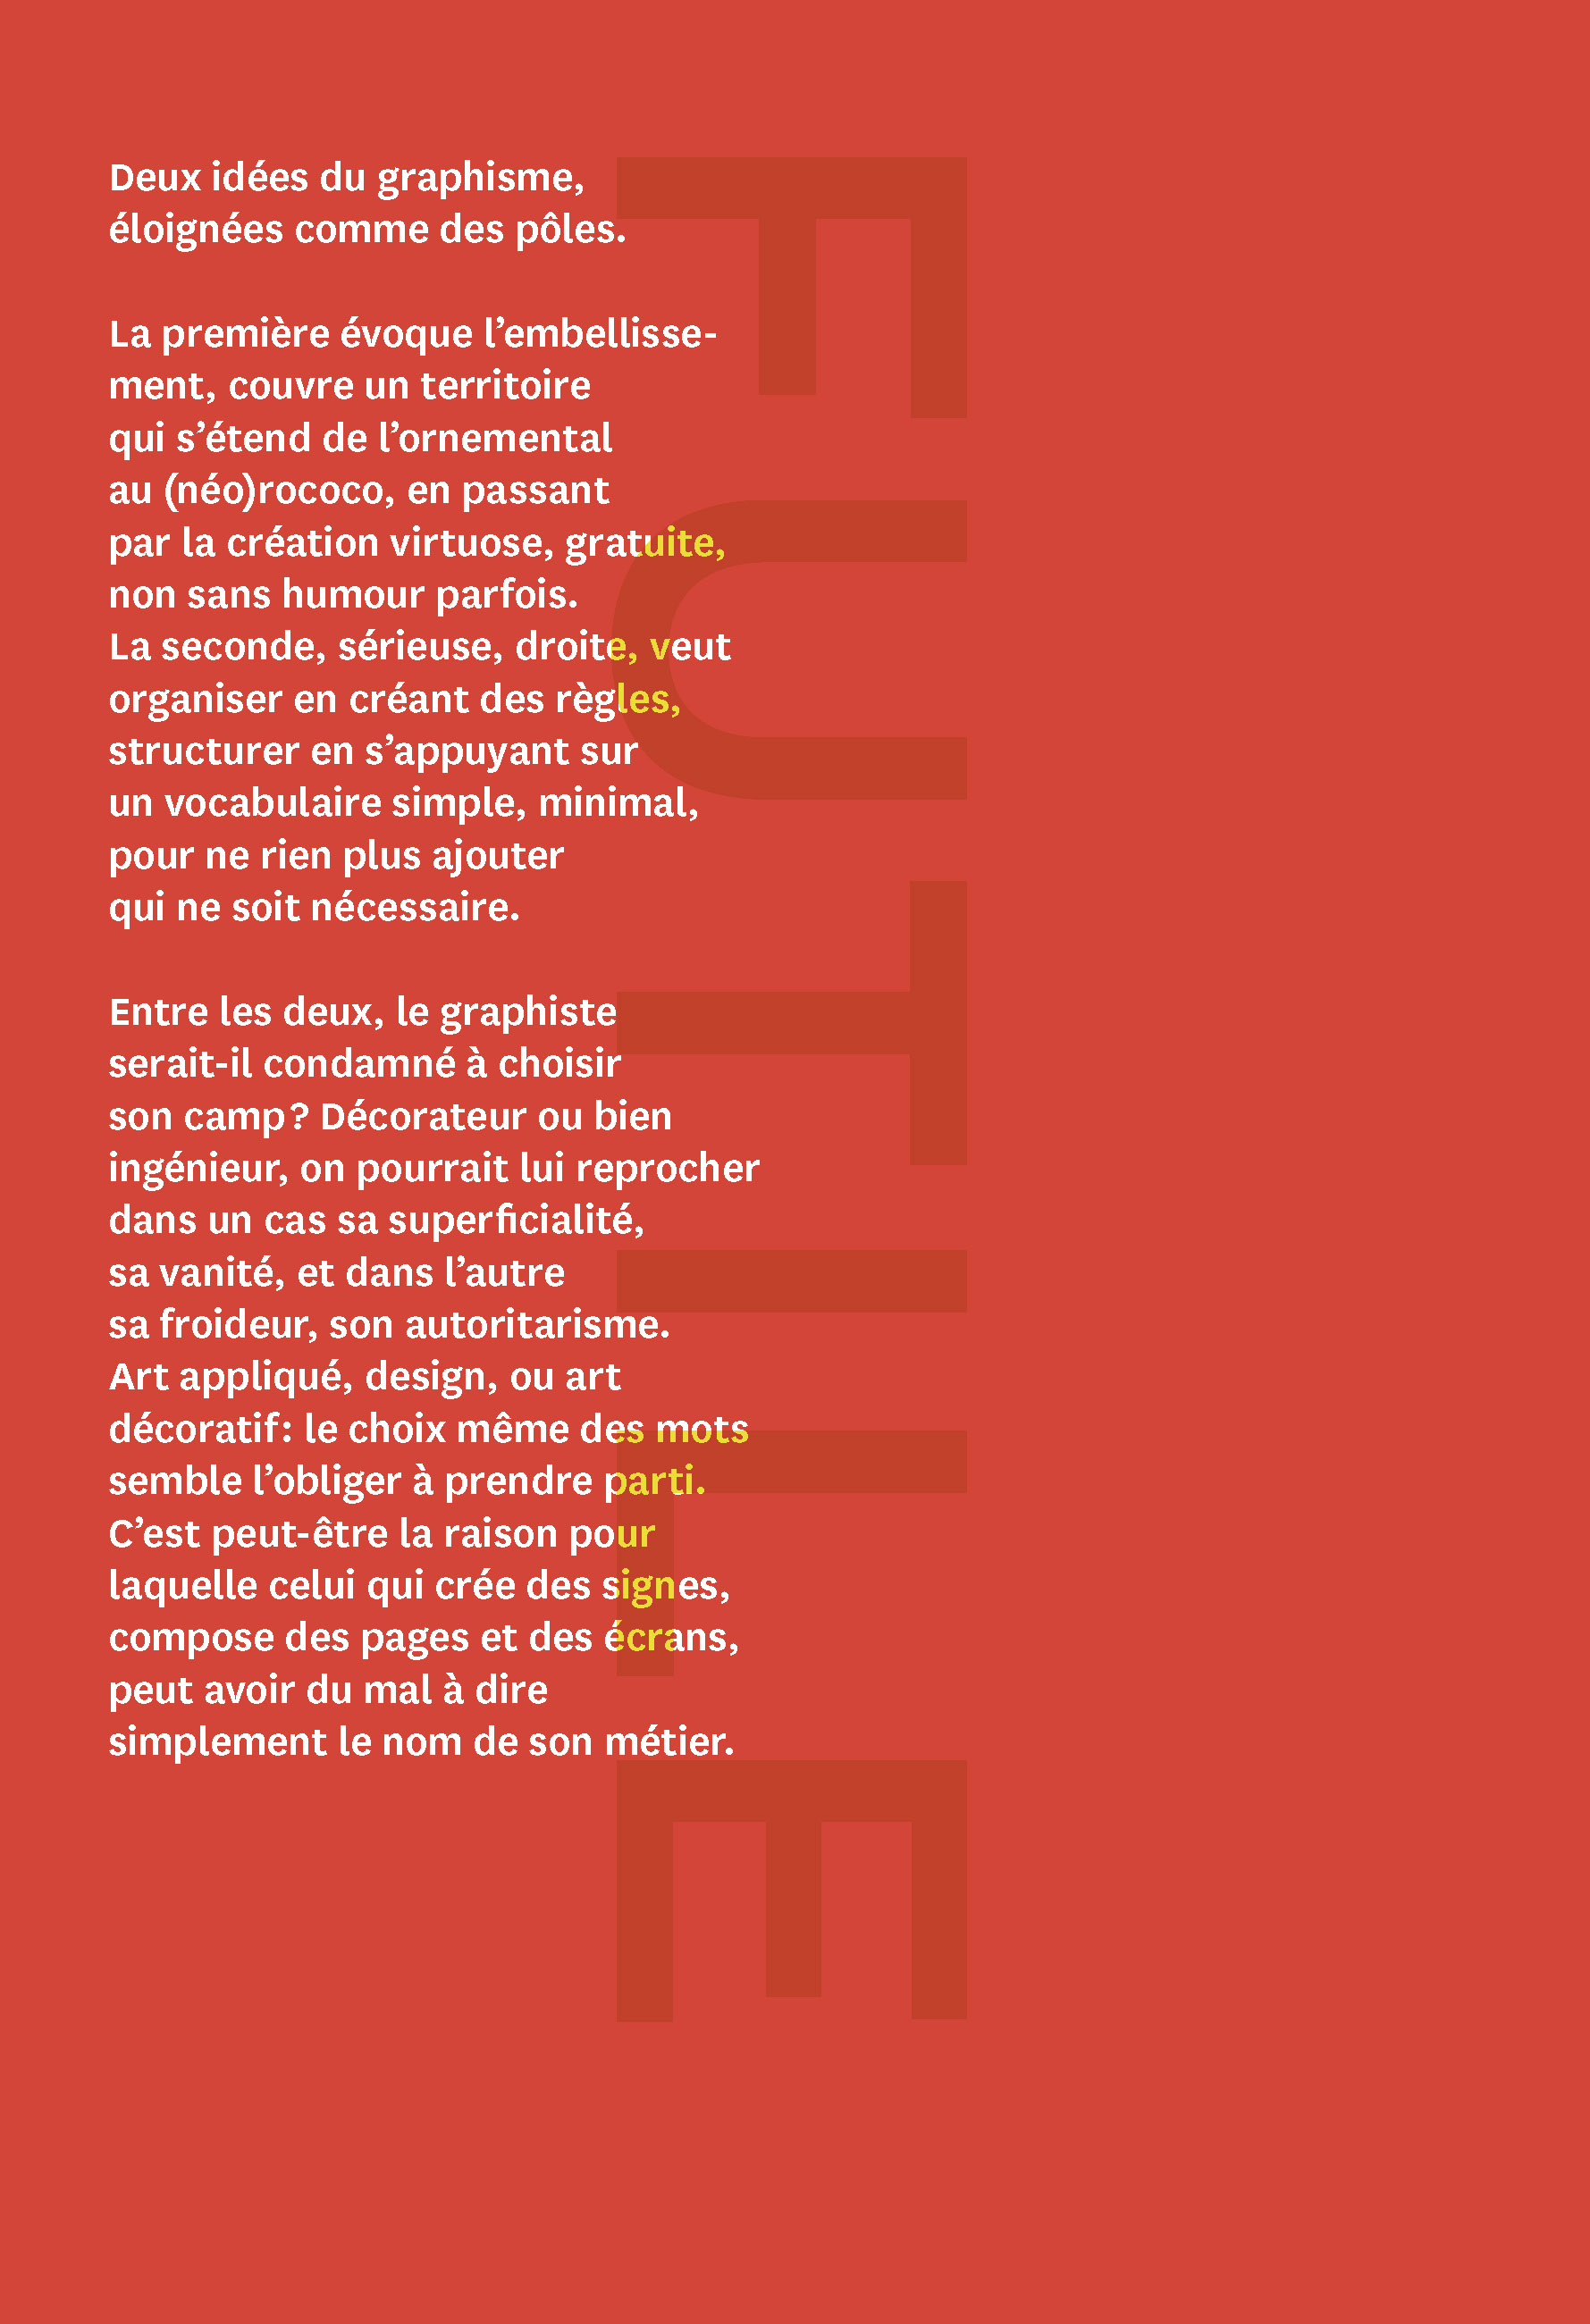 Deux idées du graphisme,
éloignées comme des pôles.
La première évoque l’embellisse-
ment, couvre un territoire
qui s’étend de l’ornemental
au (néo)rococo, en passant
par la création virtuose, gratuite,
non sans humour parfois.
La seconde, sérieuse, droite, veut
organiser en créant des règles,
structurer en s’appuyant sur
un vocabulaire simple, minimal,
pour ne rien plus ajouter
qui ne soit nécessaire.
Entre les deux, le graphiste
serait-il condamné à choisir
son camp ? Décorateur ou bien
ingénieur, on pourrait lui reprocher
dans un cas sa superficialité,
sa vanité, et dans l’autre
sa froideur, son autoritarisme.
Art appliqué, design, ou art
décoratif : le choix même des mots
semble l’obliger à prendre parti.
C’est peut-être la raison pour
laquelle celui qui crée des signes,
compose des pages et des écrans,
peut avoir du mal à dire
simplement le nom de son métier.
FUTILE